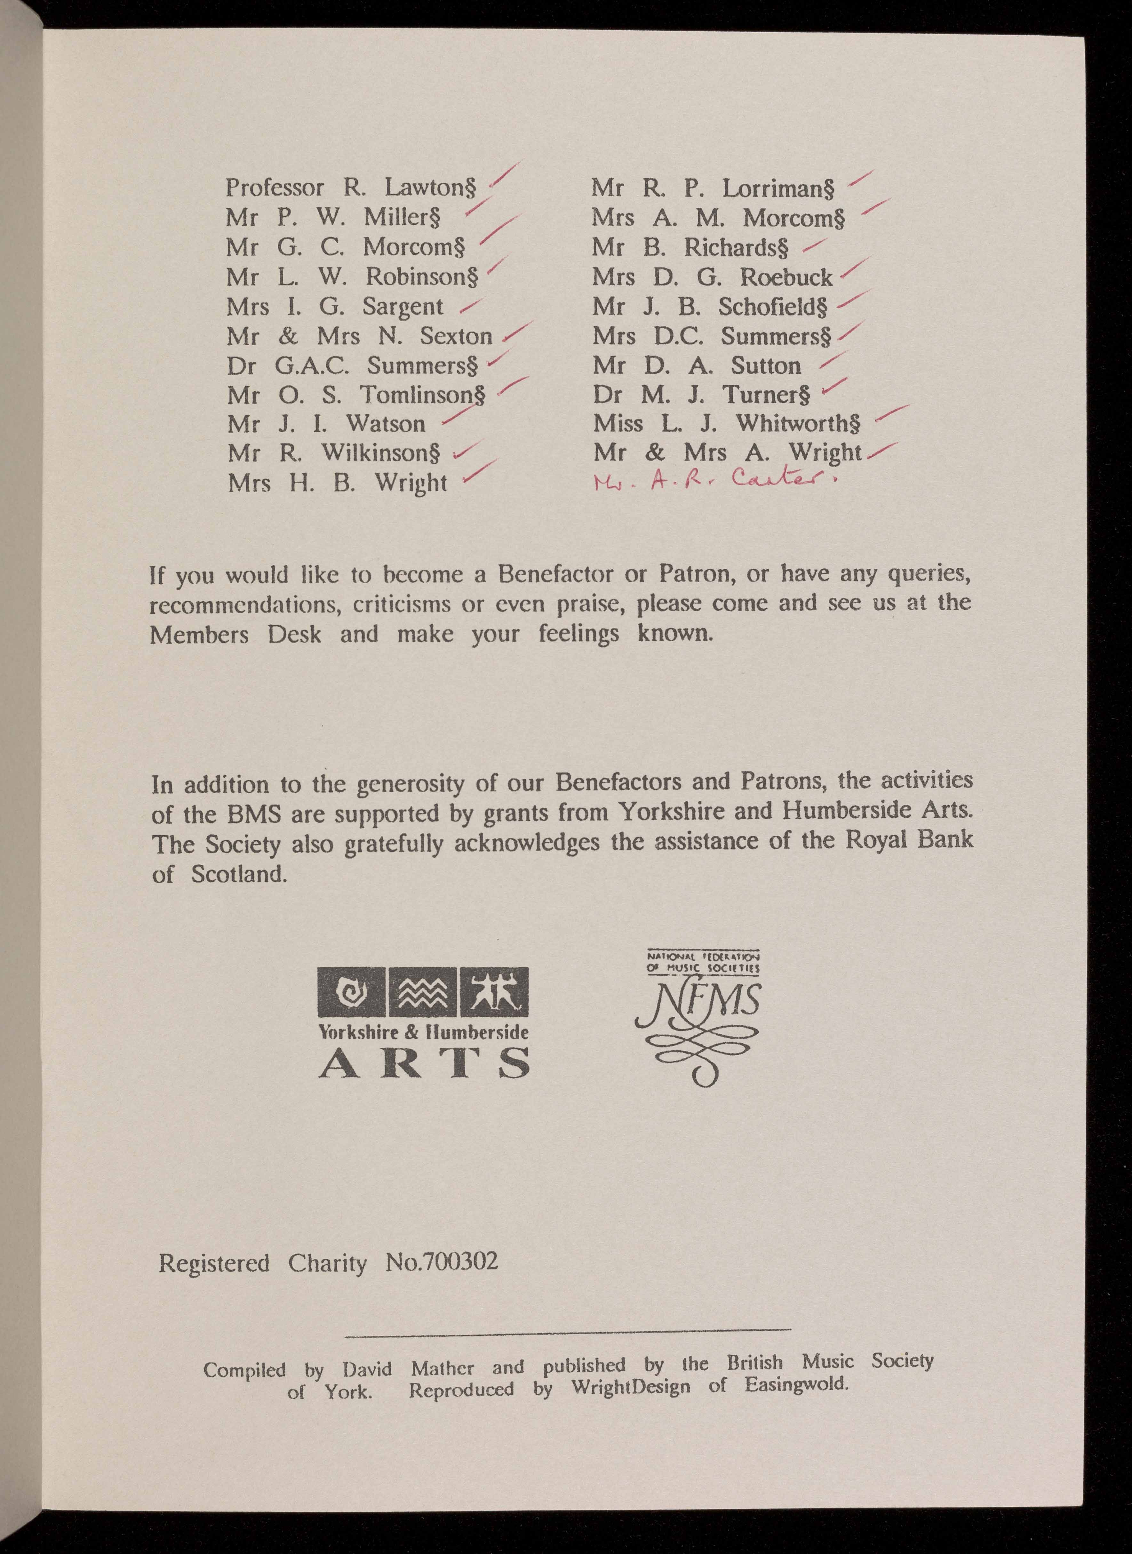 Professor R. Lawton§ ✓
Mr P. W. Miller§ ✓
Mr G. C. Morcom§ ✓
Mr L. W. Robinson§ ✓
Mrs I. G. Sargent ✓
Mr & Mrs N. Sexton ✓
Dr G.A.C. Summers§ ✓
Mr O. S. Tomlinson§ ✓
Mr J. I. Watson ✓
Mr R. Wilkinson§ ✓
Mrs H. B. Wright ✓
Mr R. P. Lorriman§ ✓
Mrs A. M. Morcom§ ✓
Mr B. Richards§ ✓
Mrs D. G. Roebuck ✓
Mr J. B. Schofield§ ✓
Mrs D.C. Summers§ ✓
Mr D. A. Sutton ✓
Dr M. J. Turner§ ✓
Miss L. J. Whitworth§ ✓
Mr & Mrs A. Wright ✓
Mr. A. R. Carter.
If you would like to become a Benefactor or Patron, or have any queries,
recommendations, criticisms or even praise, please come and see us at the
Members Desk and make your feelings known.
In addition to the generosity of our Benefactors and Patrons, the activities
of the BMS are supported by grants from Yorkshire and Humberside Arts.
The Society also gratefully acknowledges the assistance of the Royal Bank
of Scotland.
Yorkshire & Humberside
ARTS
NATIONAL FEDERATION
OF MUSIC SOCIETIES
NFMS
Registered Charity No.700302
Compiled by David Mather and published by the British Music Society
of York. Reproduced by WrightDesign of Easingwold.